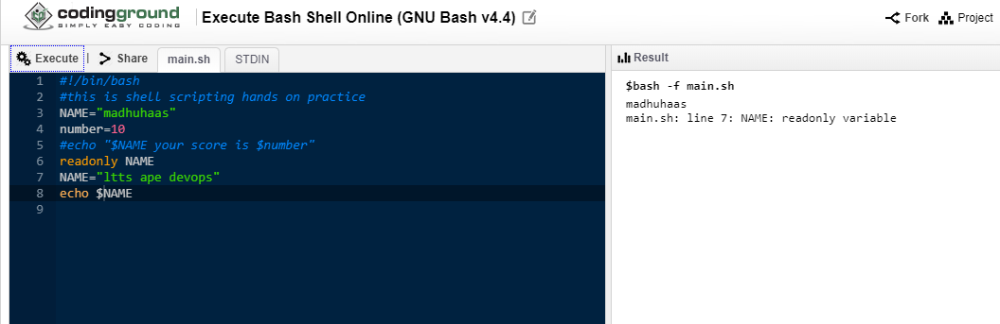 codingground
SIMPLY EASY CODING
Execute Bash Shell Online (GNU Bash v4.4)
Fork
Project
Execute | Share
main.sh
STDIN
1 #!/bin/bash
2 #this is shell scripting hands on practice
3 NAME="madhuhaas"
4 number=10
5 #echo "$NAME your score is $number"
6 readonly NAME
7 NAME="ltts ape devops"
8 echo $NAME
9
Result
$bash -f main.sh
madhuhaas
main.sh: line 7: NAME: readonly variable